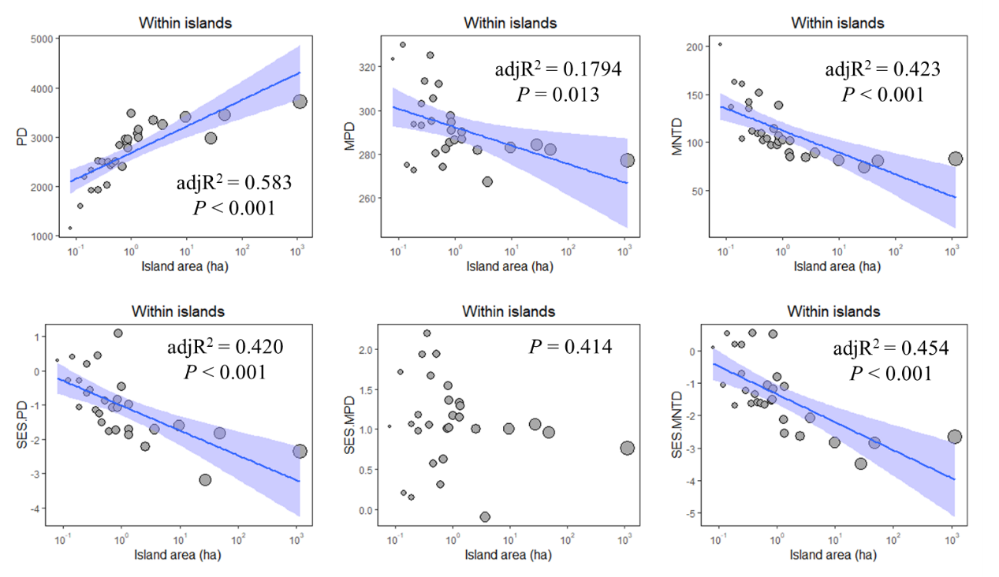 Within islands
5000
4000
3000
2000
1000
PD
adjR² = 0.583
P < 0.001
10⁻¹ 10⁰ 10¹ 10² 10³
Island area (ha)
Within islands
320
300
280
260
MPD
adjR² = 0.1794
P = 0.013
10⁻¹ 10⁰ 10¹ 10² 10³
Island area (ha)
Within islands
200
150
100
50
MNTD
adjR² = 0.423
P < 0.001
10⁻¹ 10⁰ 10¹ 10² 10³
Island area (ha)
Within islands
1
0
-1
-2
-3
-4
SES.PD
adjR² = 0.420
P < 0.001
10⁻¹ 10⁰ 10¹ 10² 10³
Island area (ha)
Within islands
2.0
1.5
1.0
0.5
0.0
SES.MPD
P = 0.414
10⁻¹ 10⁰ 10¹ 10² 10³
Island area (ha)
Within islands
0
-1
-2
-3
-4
-5
SES.MNTD
adjR² = 0.454
P < 0.001
10⁻¹ 10⁰ 10¹ 10² 10³
Island area (ha)